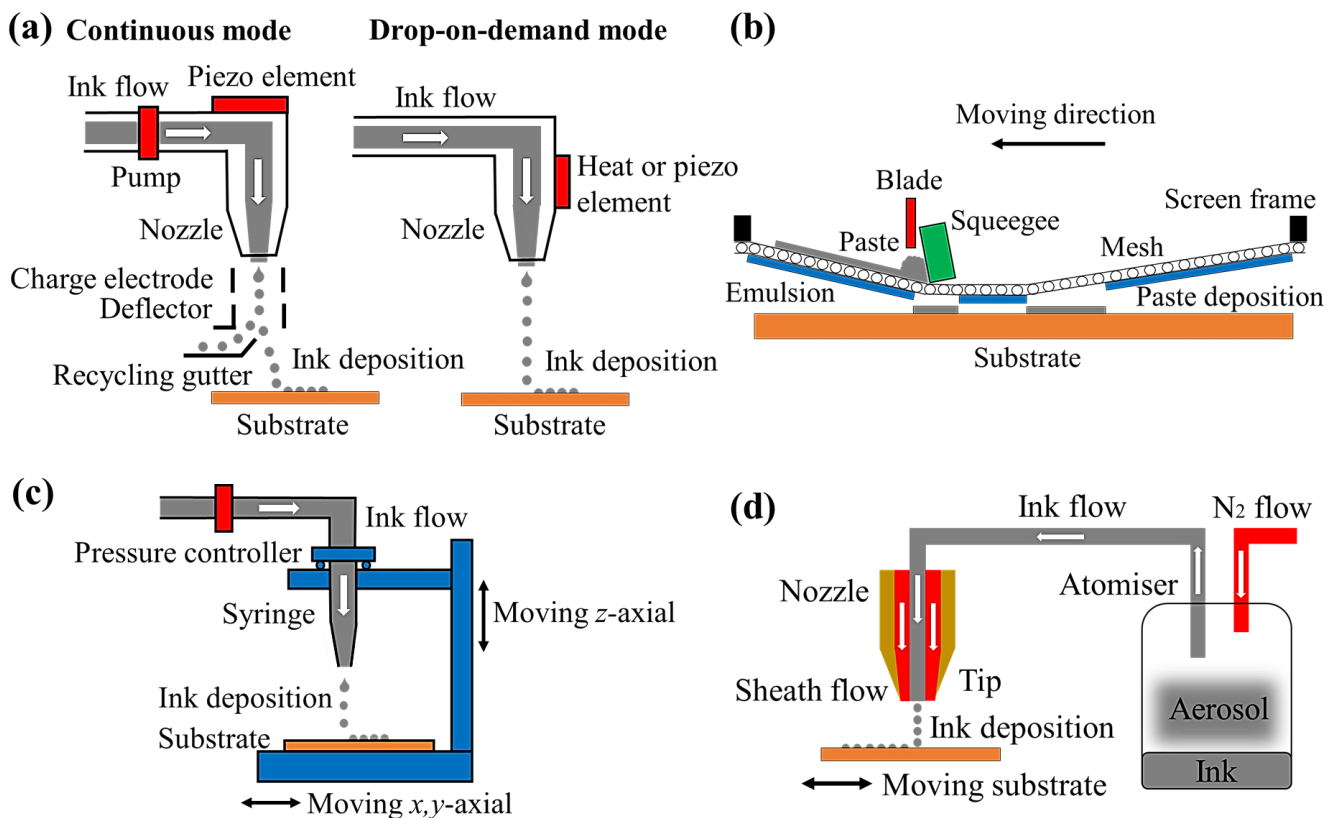 (a)
Continuous mode
Drop-on-demand mode
Ink flow
Piezo element
Pump
Nozzle
Charge electrode
Deflector
Recycling gutter
Ink deposition
Substrate
Ink flow
Heat or piezo
element
Nozzle
Ink deposition
Substrate
(b)
Moving direction
Blade
Squeegee
Screen frame
Paste
Mesh
Emulsion
Paste deposition
Substrate
(c)
Ink flow
Pressure controller
Syringe
Moving z-axial
Ink deposition
Substrate
Moving x,y-axial
(d)
Ink flow
N2 flow
Nozzle
Atomiser
Sheath flow
Tip
Aerosol
Ink deposition
Ink
Moving substrate